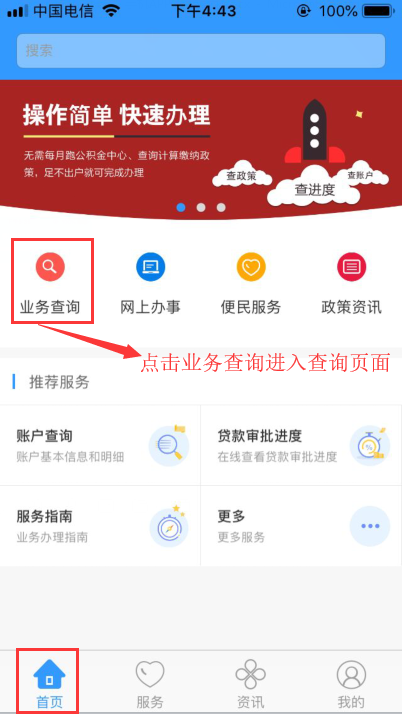 中国电信 下午4:43 100%
搜索
操作简单 快速办理
无需每月跑公积金中心、查询计算缴纳政
策，足不出户就可完成办理
查政策
查账户
查进度
业务查询 网上办事 便民服务 政策资讯
点击业务查询进入查询页面
推荐服务
账户查询 贷款审批进度
账户基本信息和明细 在线查看贷款审批进度
服务指南 更多
业务办理指南 更多服务
首页 服务 资讯 我的